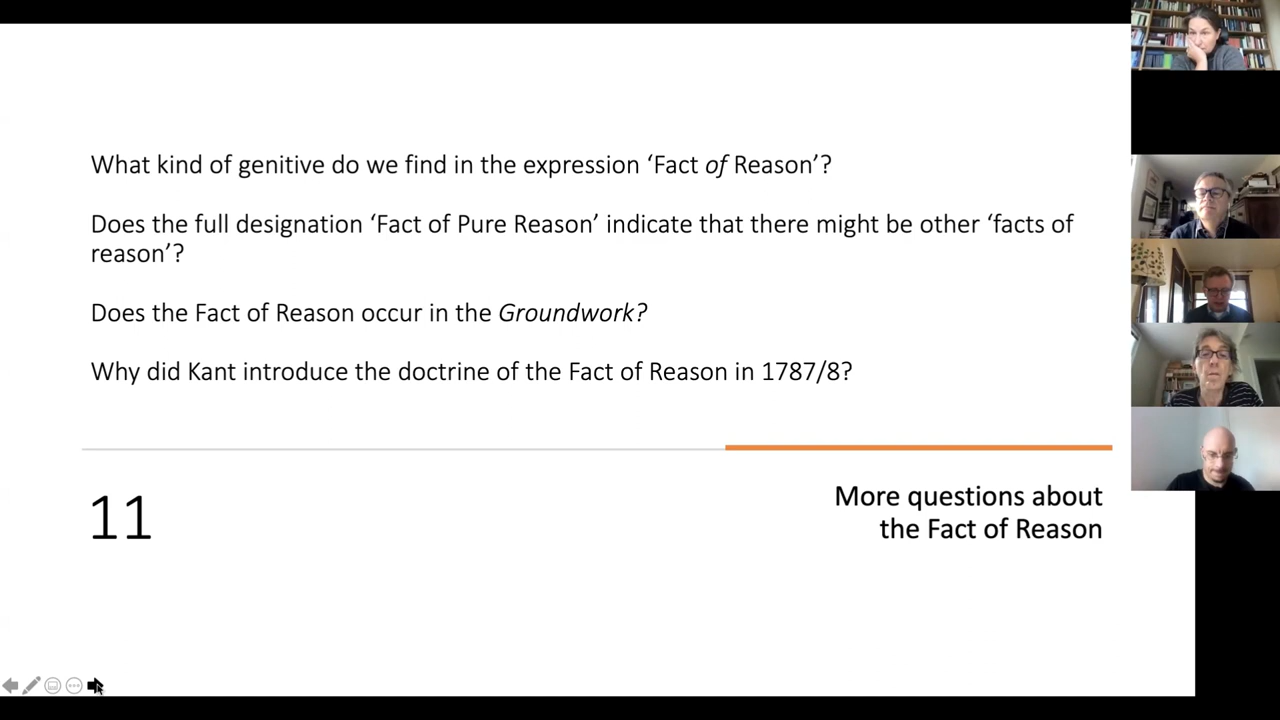 What kind of genitive do we find in the expression ‘Fact of Reason’?
Does the full designation ‘Fact of Pure Reason’ indicate that there might be other ‘facts of
reason’?
Does the Fact of Reason occur in the Groundwork?
Why did Kant introduce the doctrine of the Fact of Reason in 1787/8?
11
More questions about
the Fact of Reason